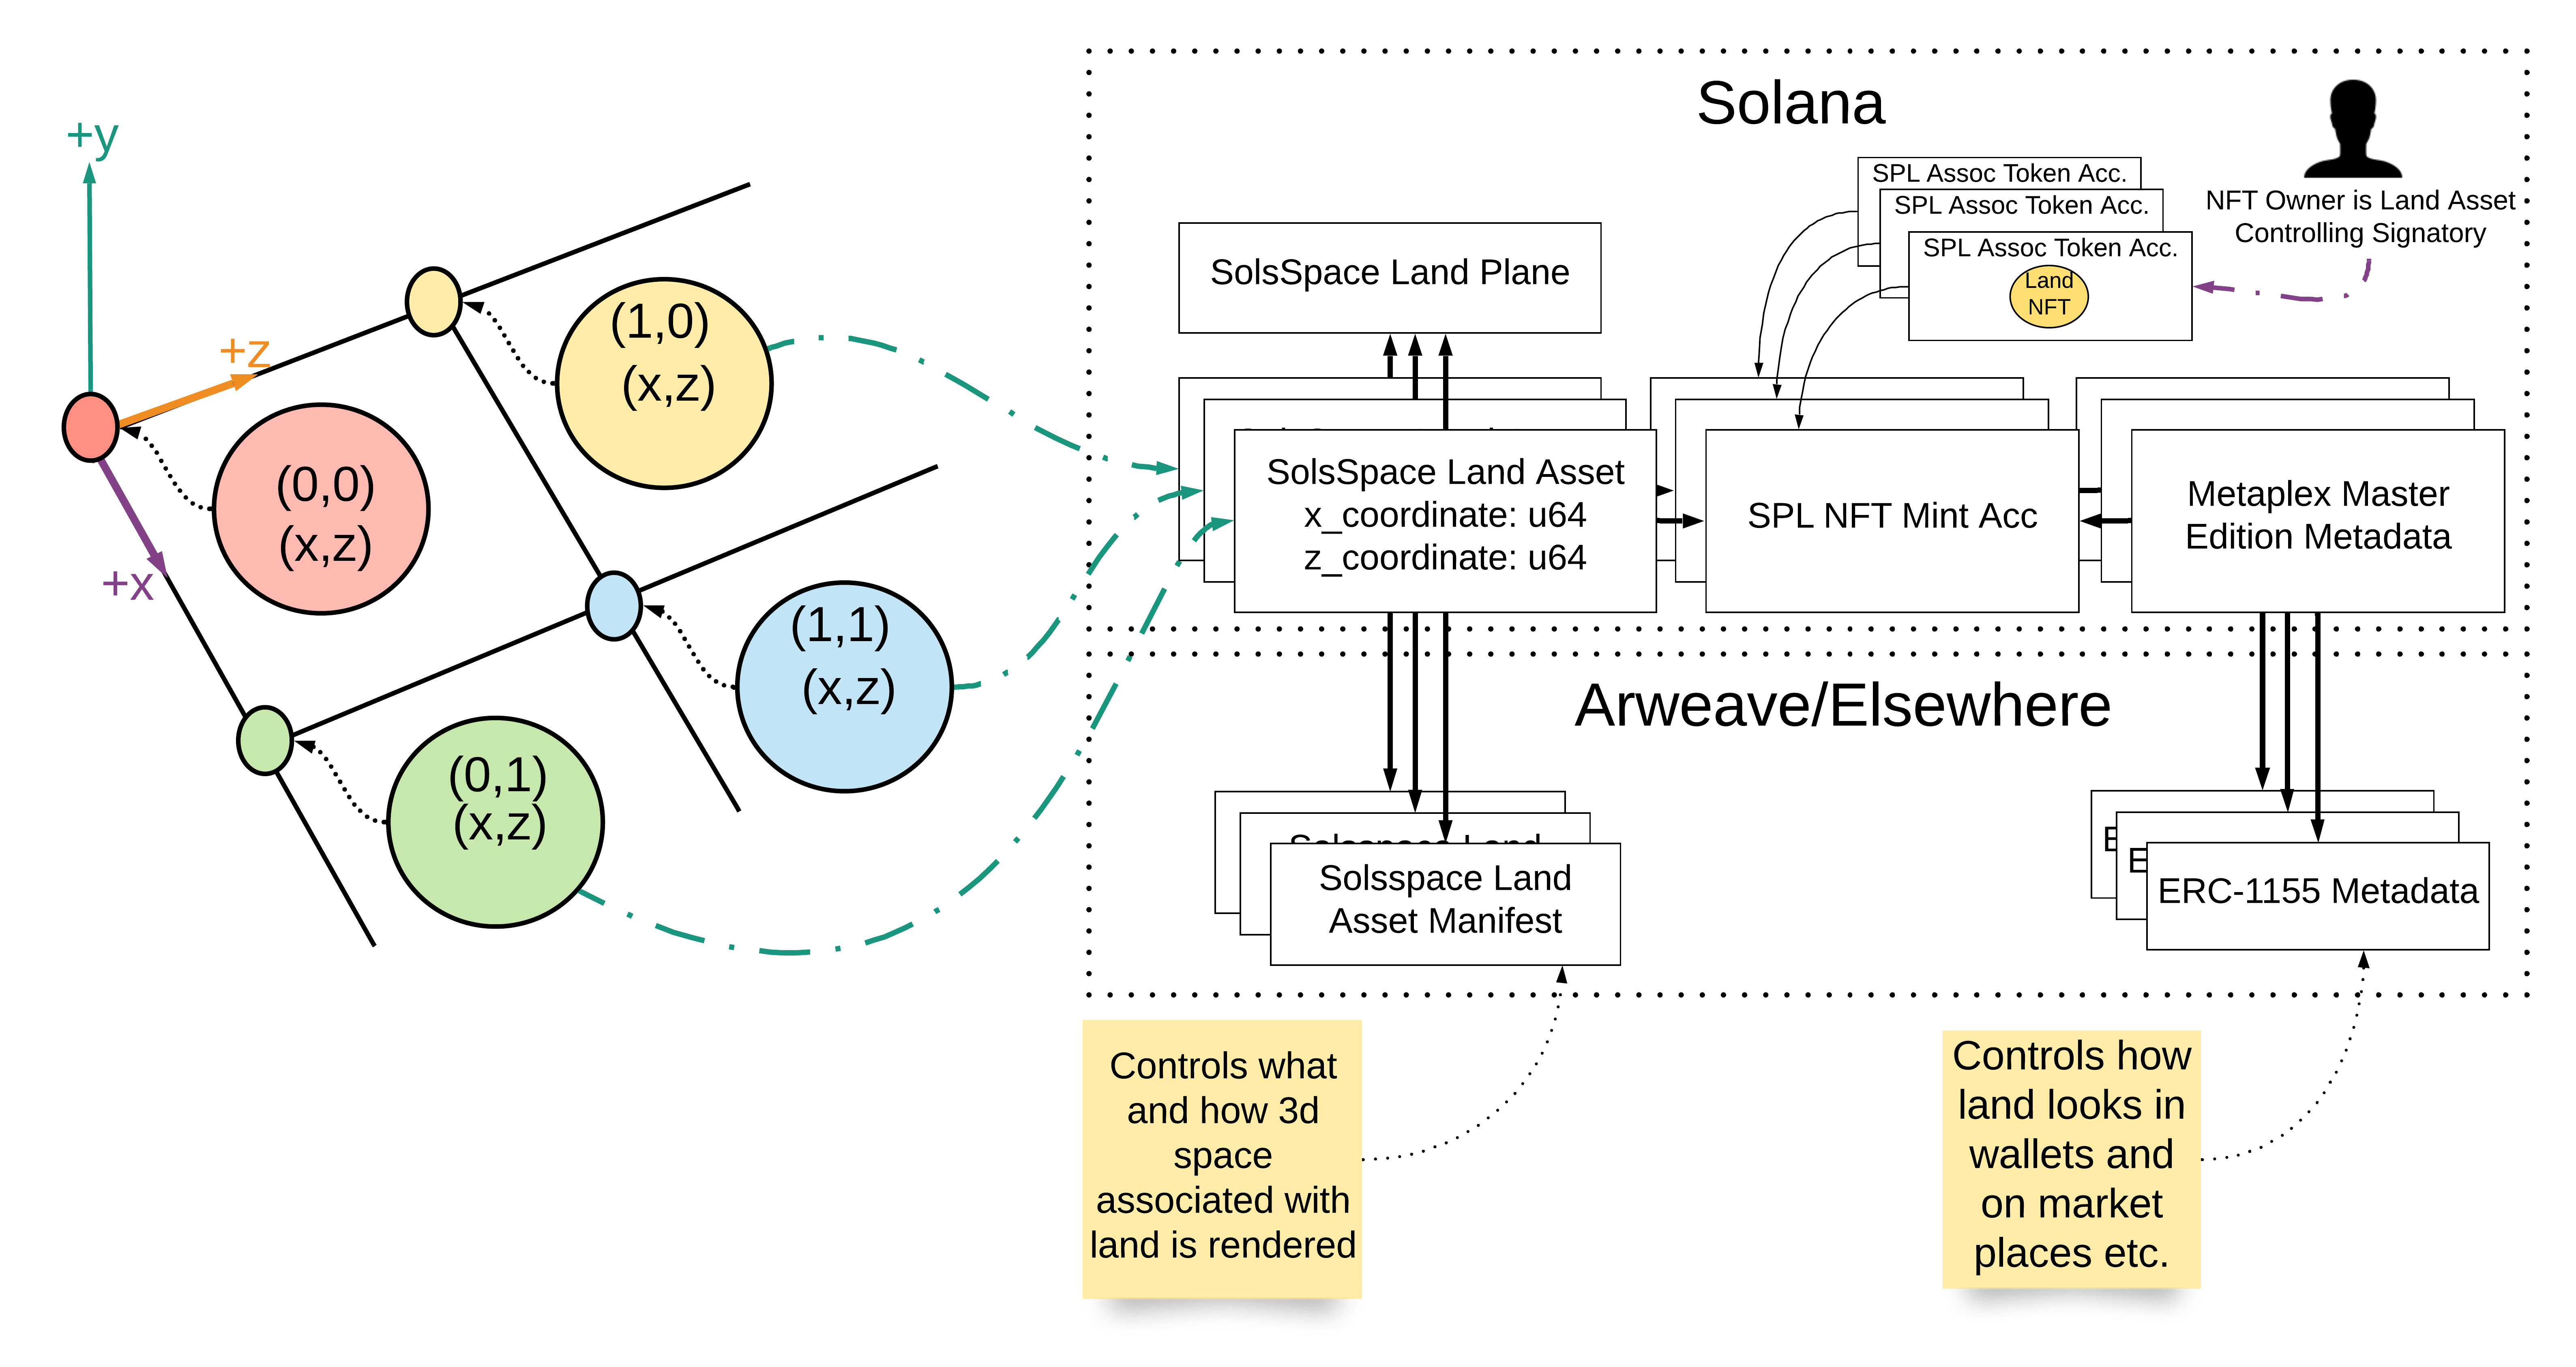 +y
+z
+x
(1,0)
(x,z)
(0,0)
(x,z)
(1,1)
(x,z)
(0,1)
(x,z)
Solana
NFT Owner is Land Asset
Controlling Signatory
SPL Assoc Token Acc.
SPL Assoc Token Acc.
SPL Assoc Token Acc.
Land
NFT
SolsSpace Land Plane
SolsSpace Land Asset
x_coordinate: u64
z_coordinate: u64
SPL NFT Mint Acc
Metaplex Master
Edition Metadata
Arweave/Elsewhere
Solsspace Land
Solsspace Land
Asset Manifest
E
E
ERC-1155 Metadata
Controls what
and how 3d
space
associated with
land is rendered
Controls how
land looks in
wallets and
on market
places etc.